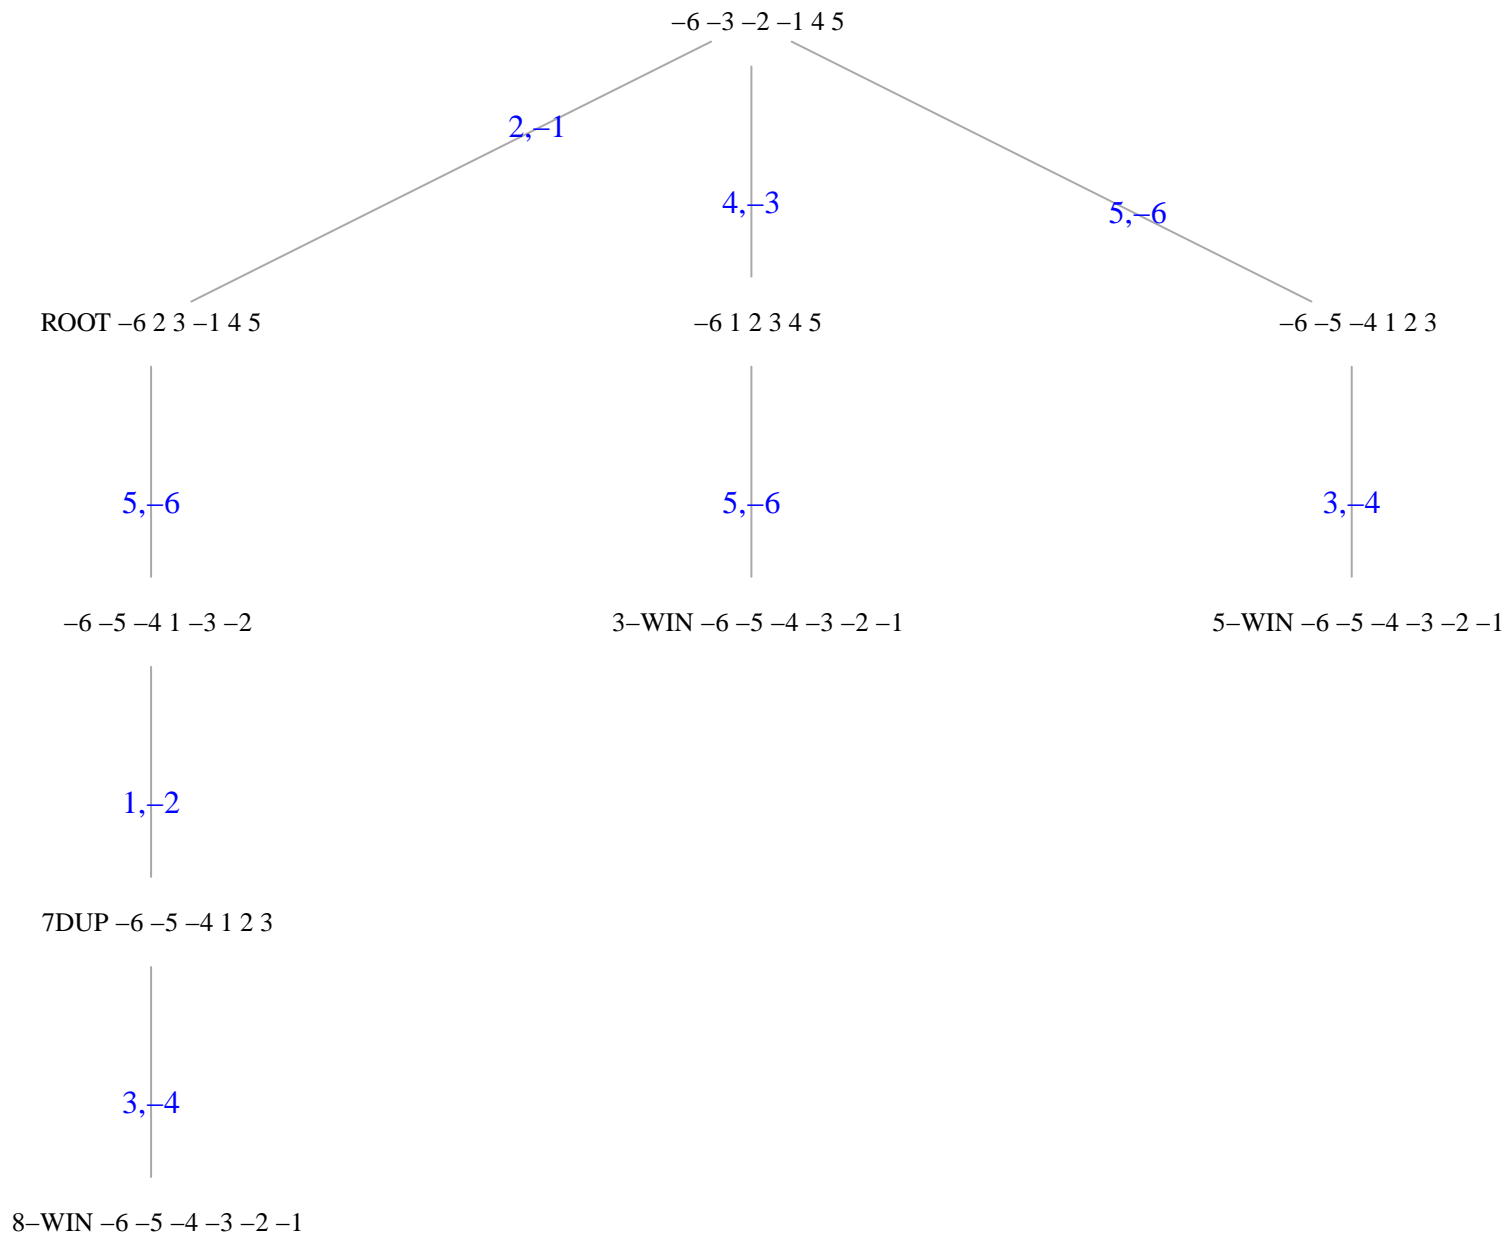 –6 –3 –2 –1 4 5
2,–1
4,–3
5,–6
ROOT –6 2 3 –1 4 5
–6 1 2 3 4 5
–6 –5 –4 1 2 3
5,–6
5,–6
3,–4
–6 –5 –4 1 –3 –2
3–WIN –6 –5 –4 –3 –2 –1
5–WIN –6 –5 –4 –3 –2 –1
1,–2
7DUP –6 –5 –4 1 2 3
3,–4
8–WIN –6 –5 –4 –3 –2 –1